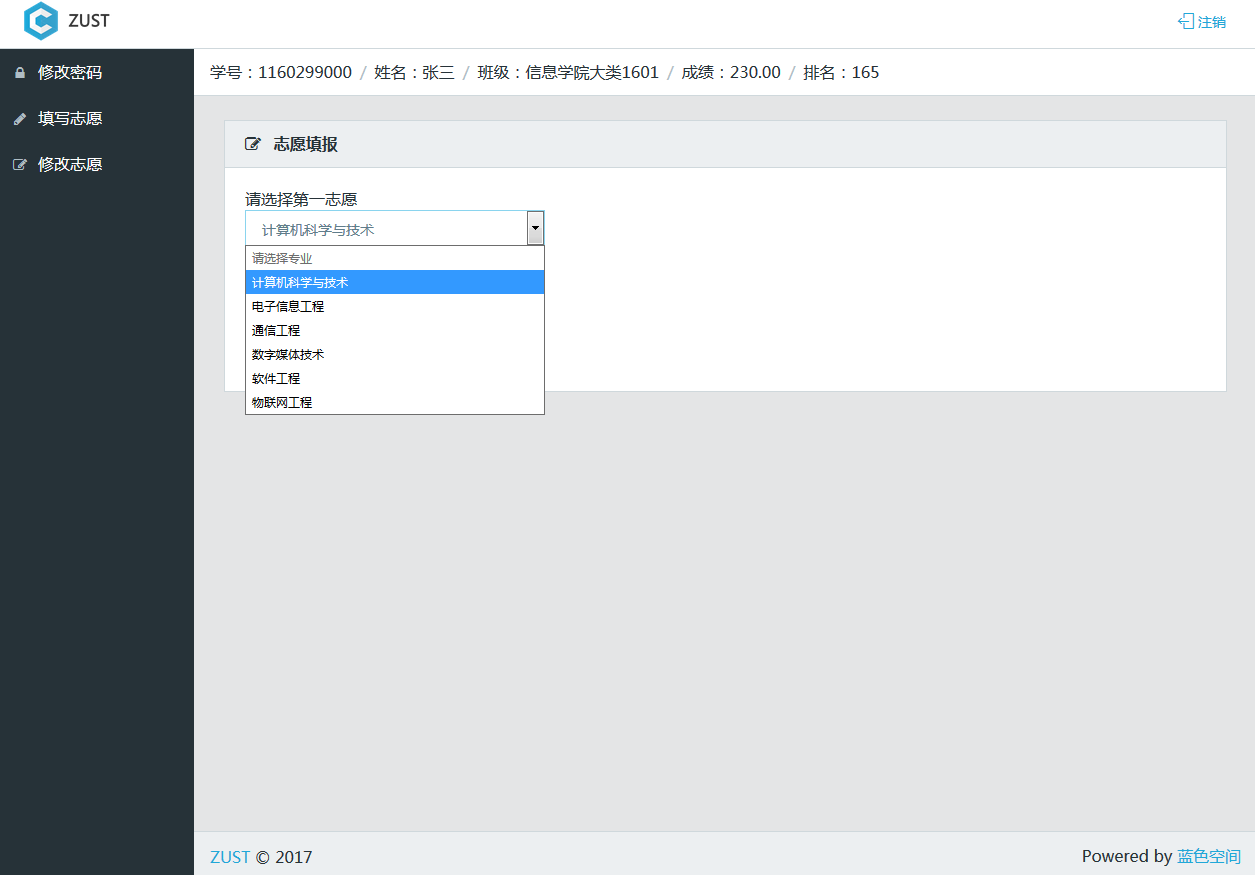 ZUST
注销
修改密码
填写志愿
修改志愿
学号：1160299000 / 姓名：张三 / 班级：信息学院大类1601 / 成绩：230.00 / 排名：165
志愿填报
请选择第一志愿
计算机科学与技术
请选择专业
计算机科学与技术
电子信息工程
通信工程
数字媒体技术
软件工程
物联网工程
ZUST © 2017
Powered by 蓝色空间